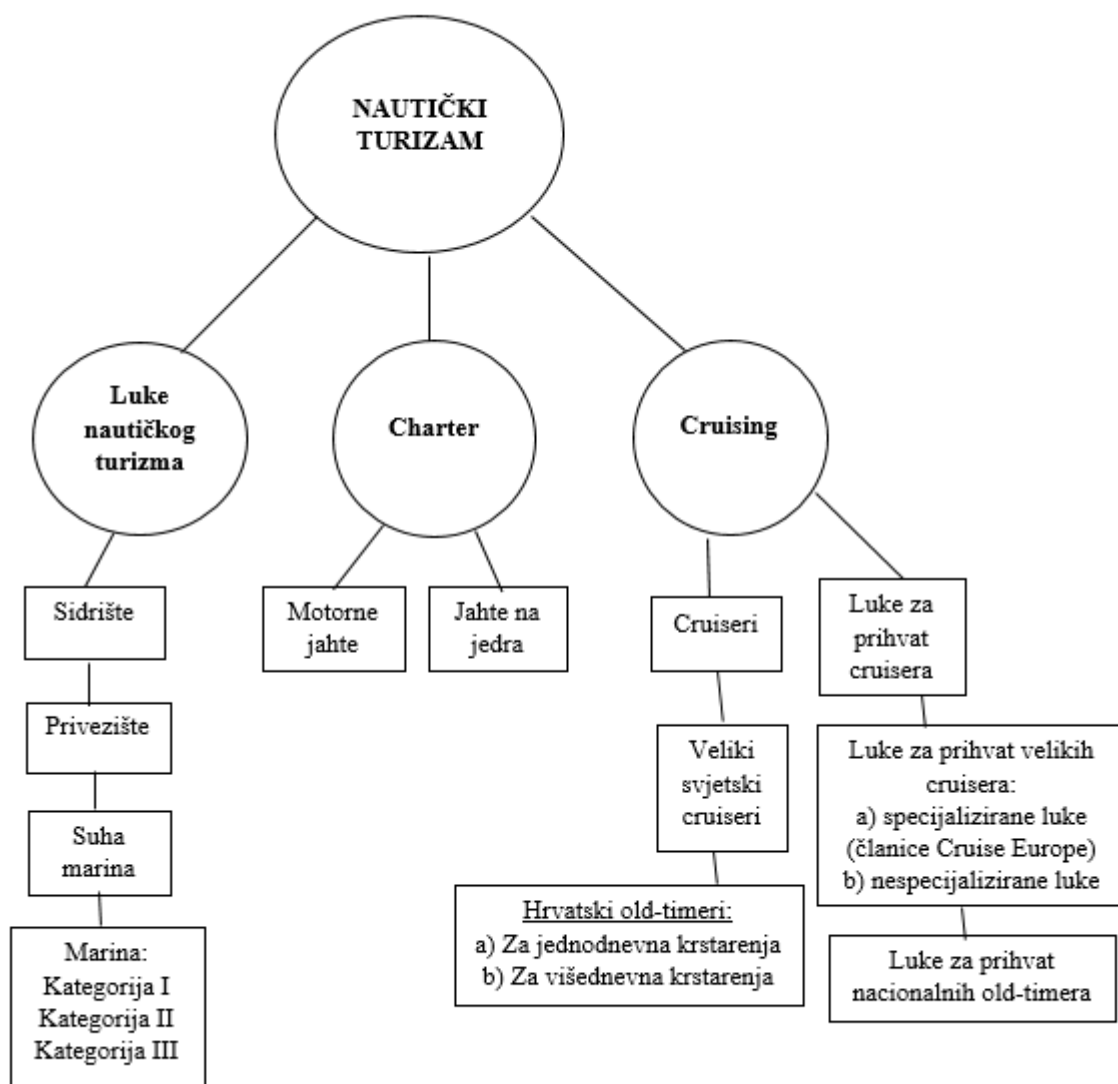 NAUTIČKI
TURIZAM
Luke
nautičkog
turizma
Charter
Cruising
Sidrište
Privezište
Suha
marina
Marina:
Kategorija I
Kategorija II
Kategorija III
Motorne
jahte
Jahte na
jedra
Cruiseri
Veliki
svjetski
cruiseri
Hrvatski old-timeri:
a) Za jednodnevna krstarenja
b) Za višednevna krstarenja
Luke za
prihvat
cruisera
Luke za prihvat velikih
cruisera:
a) specijalizirane luke
(članice Cruise Europe)
b) nespecijalizirane luke
Luke za prihvat
nacionalnih old-timera